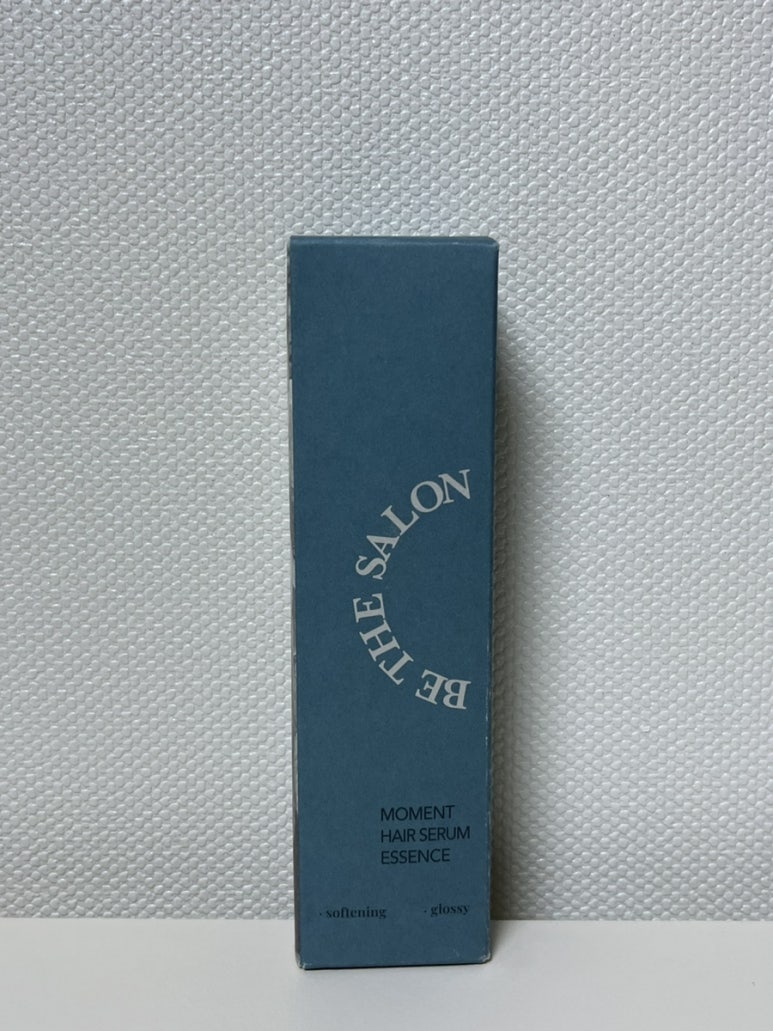 BE THE SALON
MOMENT
HAIR SERUM
ESSENCE
· softening · glossy